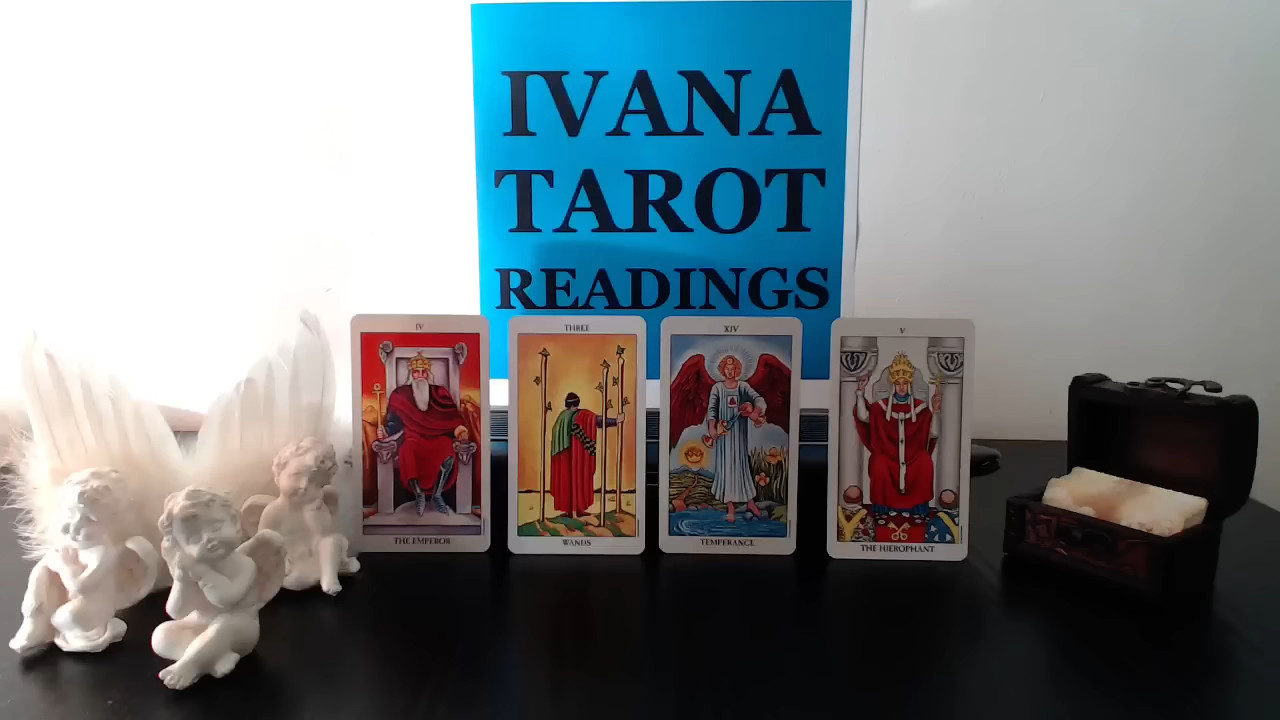 IVANA
TAROT
READINGS
IV
THE EMPEROR
THREE
WANDS
XIV
TEMPERANCE
V
THE HIEROPHANT